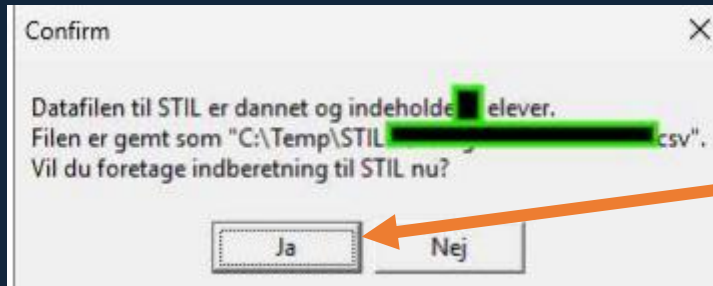 Confirm
Datafilen til STIL er dannet og indeholde elever.
Filen er gemt som "C:\Temp\STIL csv".
Vil du foretage indberetning til STIL nu?
Ja Nej